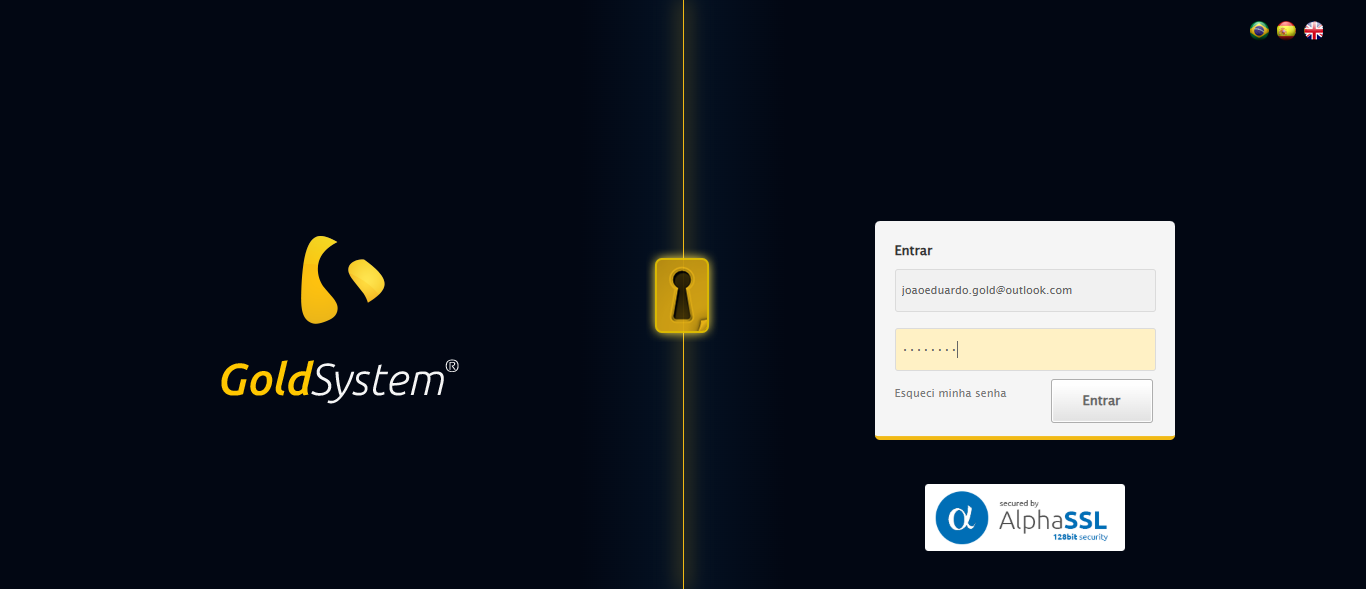 GoldSystem®
Entrar
joaoeduardo.gold@outlook.com
········
Esqueci minha senha
Entrar
secured by
AlphaSSL
128bit security